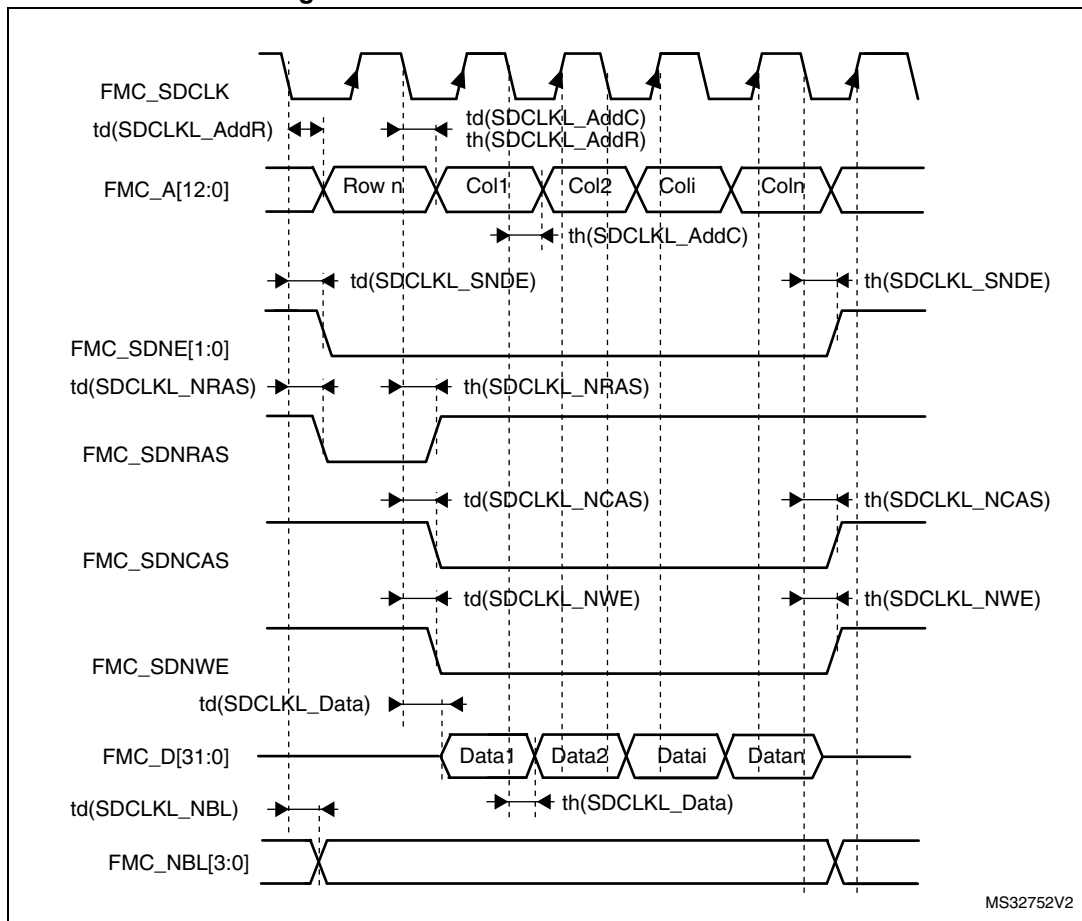 g
FMC_SDCLK
td(SDCLKL_AddR)
td(SDCLKL_AddC)
th(SDCLKL_AddR)
FMC_A[12:0]
Row n
Col1
Col2
Coli
Coln
th(SDCLKL_AddC)
td(SDCLKL_SNDE)
th(SDCLKL_SNDE)
FMC_SDNE[1:0]
td(SDCLKL_NRAS)
th(SDCLKL_NRAS)
FMC_SDNRAS
td(SDCLKL_NCAS)
th(SDCLKL_NCAS)
FMC_SDNCAS
td(SDCLKL_NWE)
th(SDCLKL_NWE)
FMC_SDNWE
td(SDCLKL_Data)
FMC_D[31:0]
Data1
Data2
Datai
Datan
td(SDCLKL_NBL)
th(SDCLKL_Data)
FMC_NBL[3:0]
MS32752V2